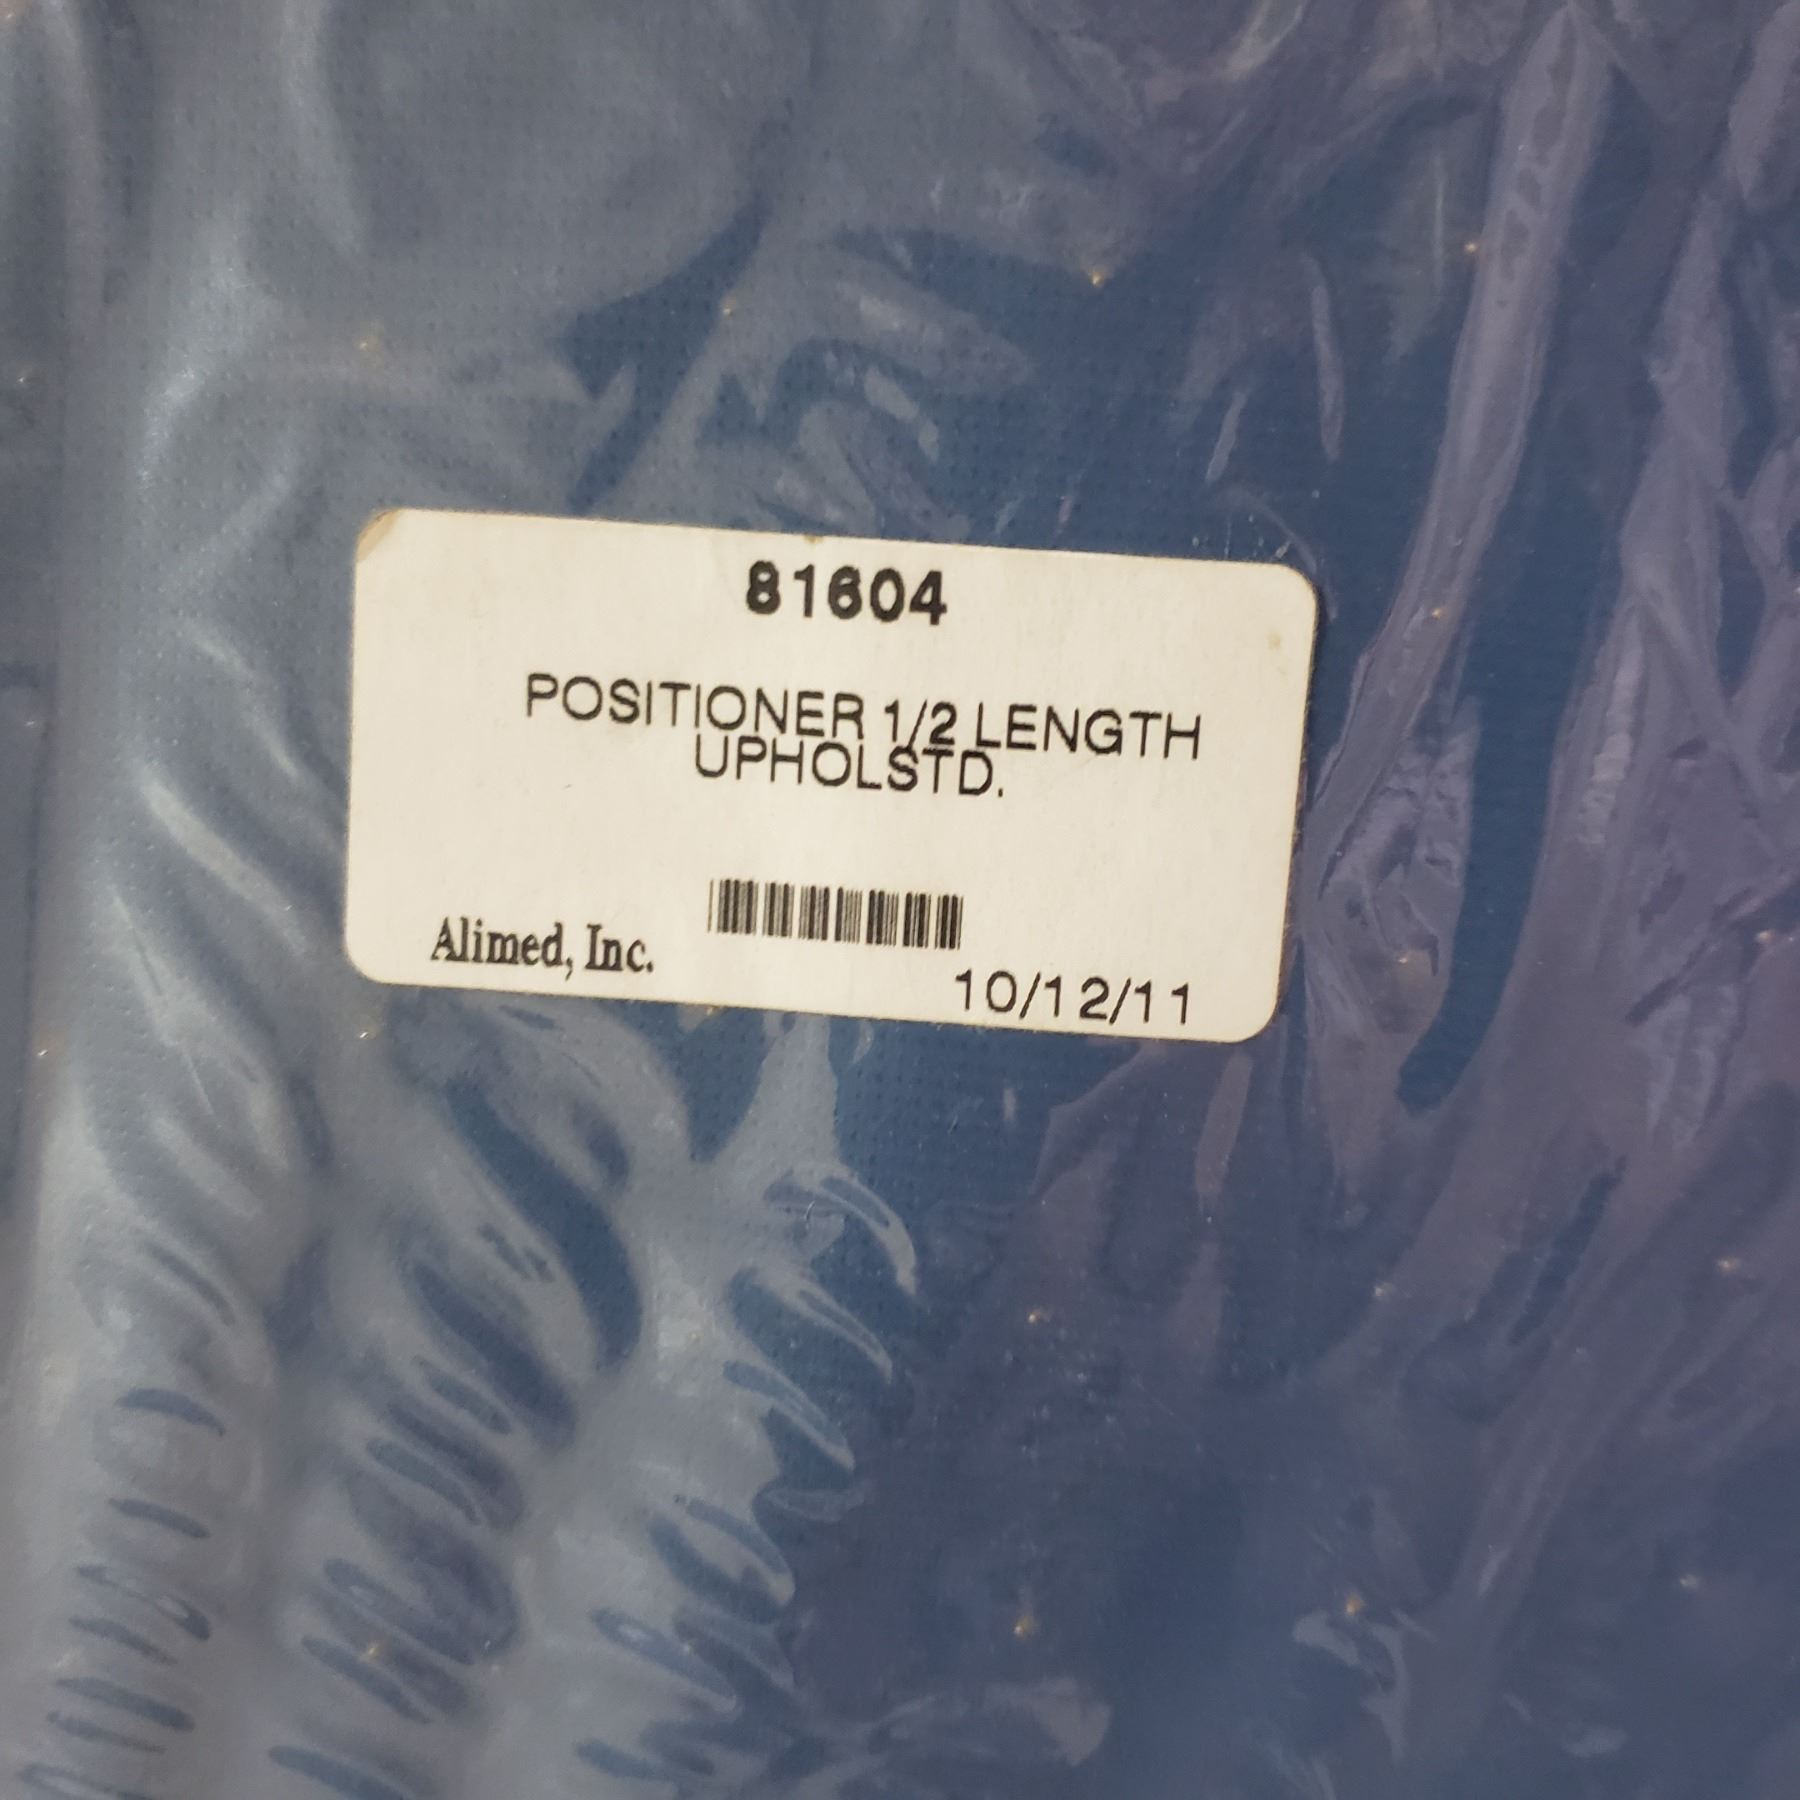 81604
POSITIONER 1/2 LENGTH
UPHOLSTD.
Alimed, Inc.
10/12/11